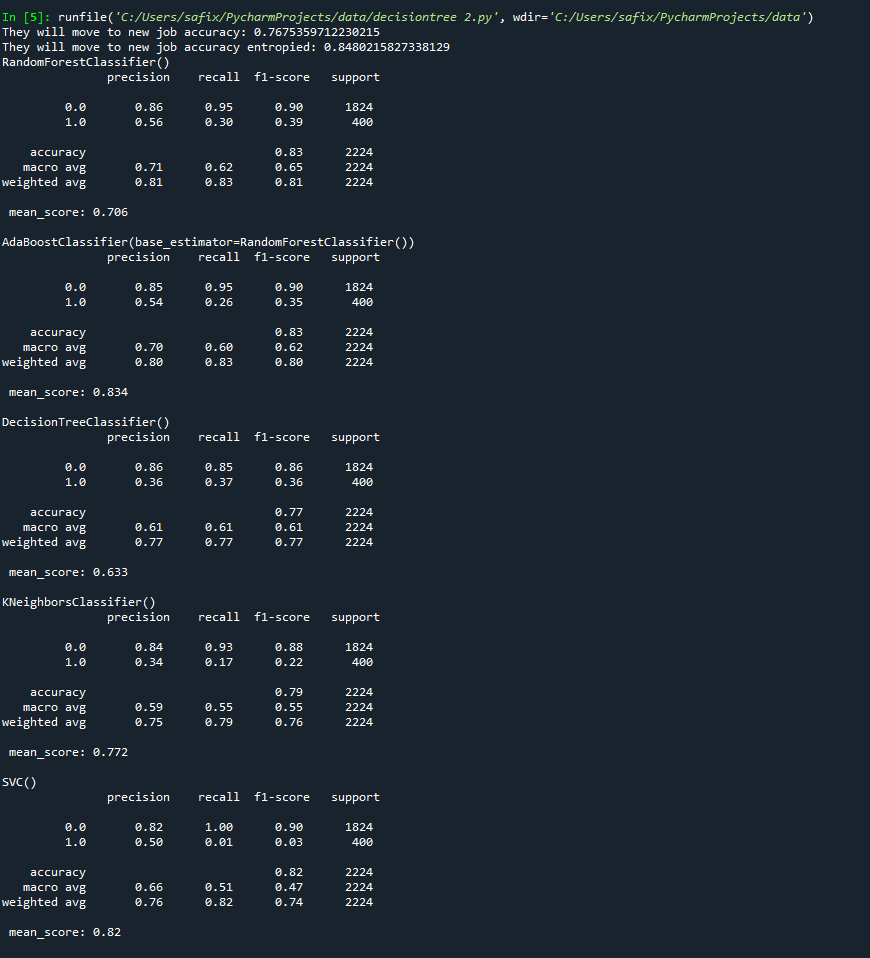 In [5]: runfile('C:/Users/safix/PycharmProjects/data/decisiontree 2.py', wdir='C:/Users/safix/PycharmProjects/data')
They will move to new job accuracy: 0.7675359712230215
They will move to new job accuracy entropied: 0.8480215827338129
RandomForestClassifier()
precision recall f1-score support
0.0 0.86 0.95 0.90 1824
1.0 0.56 0.30 0.39 400
accuracy 0.83 2224
macro avg 0.71 0.62 0.65 2224
weighted avg 0.81 0.83 0.81 2224
mean_score: 0.706
AdaBoostClassifier(base_estimator=RandomForestClassifier())
precision recall f1-score support
0.0 0.85 0.95 0.90 1824
1.0 0.54 0.26 0.35 400
accuracy 0.83 2224
macro avg 0.70 0.60 0.62 2224
weighted avg 0.80 0.83 0.80 2224
mean_score: 0.834
DecisionTreeClassifier()
precision recall f1-score support
0.0 0.86 0.85 0.86 1824
1.0 0.36 0.37 0.36 400
accuracy 0.77 2224
macro avg 0.61 0.61 0.61 2224
weighted avg 0.77 0.77 0.77 2224
mean_score: 0.633
KNeighborsClassifier()
precision recall f1-score support
0.0 0.84 0.93 0.88 1824
1.0 0.34 0.17 0.22 400
accuracy 0.79 2224
macro avg 0.59 0.55 0.55 2224
weighted avg 0.75 0.79 0.76 2224
mean_score: 0.772
SVC()
precision recall f1-score support
0.0 0.82 1.00 0.90 1824
1.0 0.50 0.01 0.03 400
accuracy 0.82 2224
macro avg 0.66 0.51 0.47 2224
weighted avg 0.76 0.82 0.74 2224
mean_score: 0.82